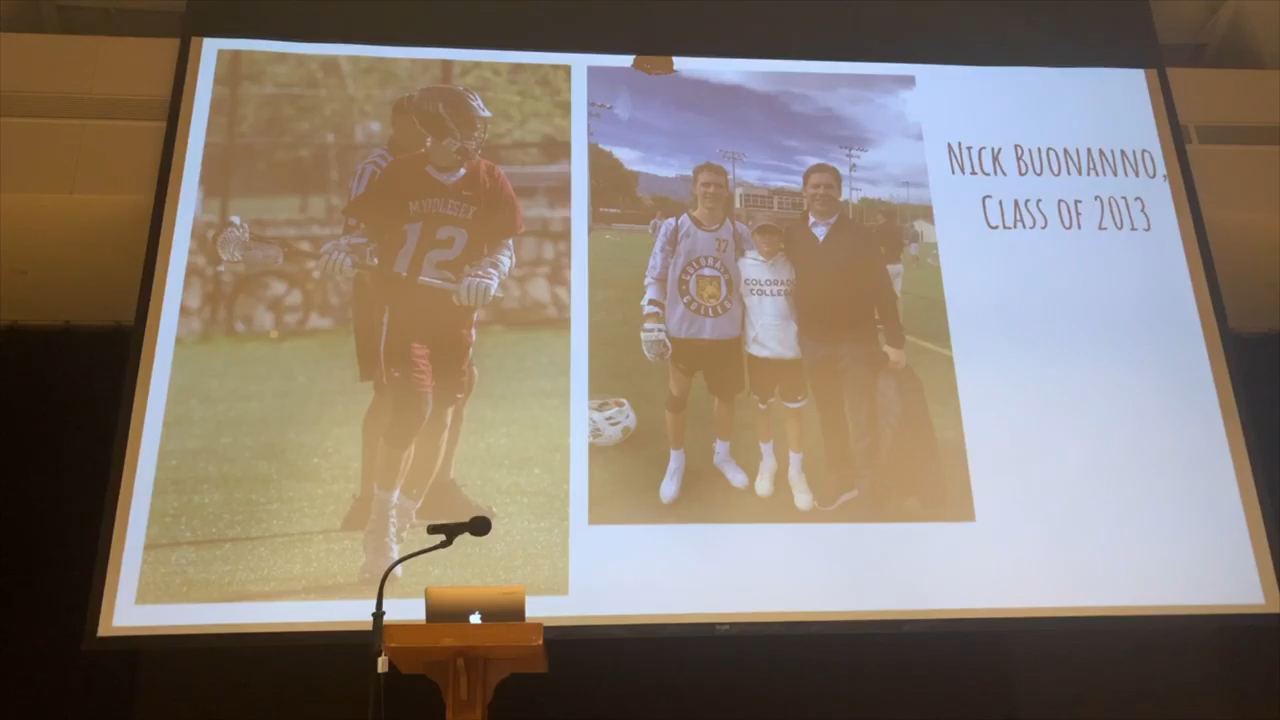 MIDDLESEX
12
37
COLORADO
COLLEGE
COLORADO
COLLEGE
NICK BUONANNO,
CLASS OF 2013